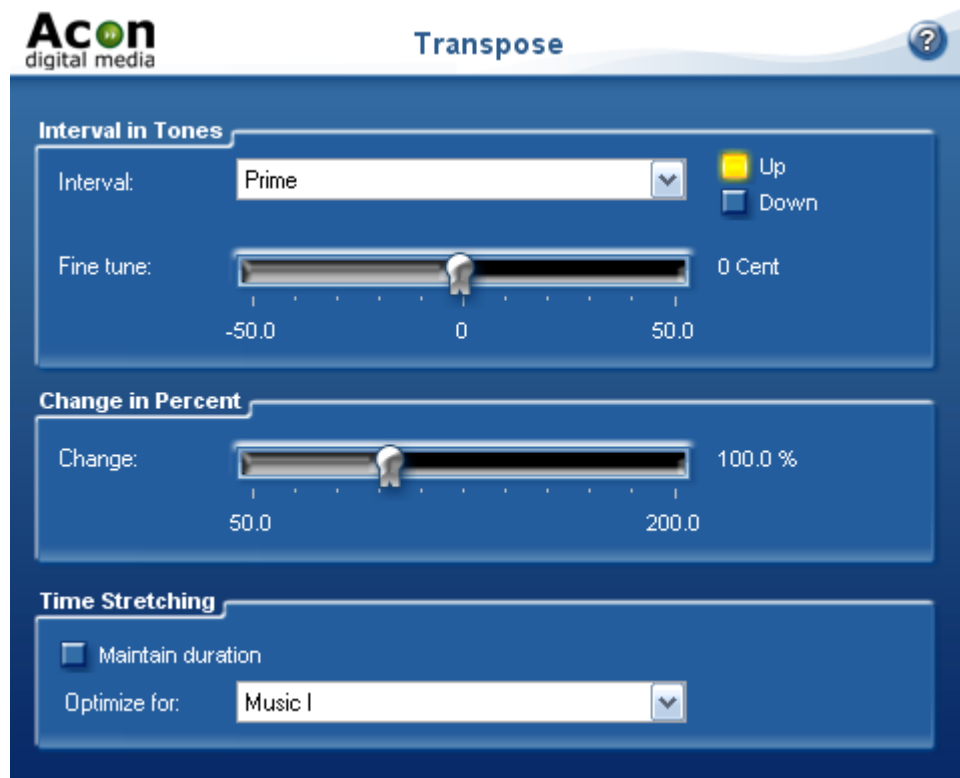 Acon
digital media
Transpose
?
Interval in Tones
Interval: Prime Up
Down
Fine tune: 0 Cent
-50.0 0 50.0
Change in Percent
Change: 100.0 %
50.0 200.0
Time Stretching
Maintain duration
Optimize for: Music I